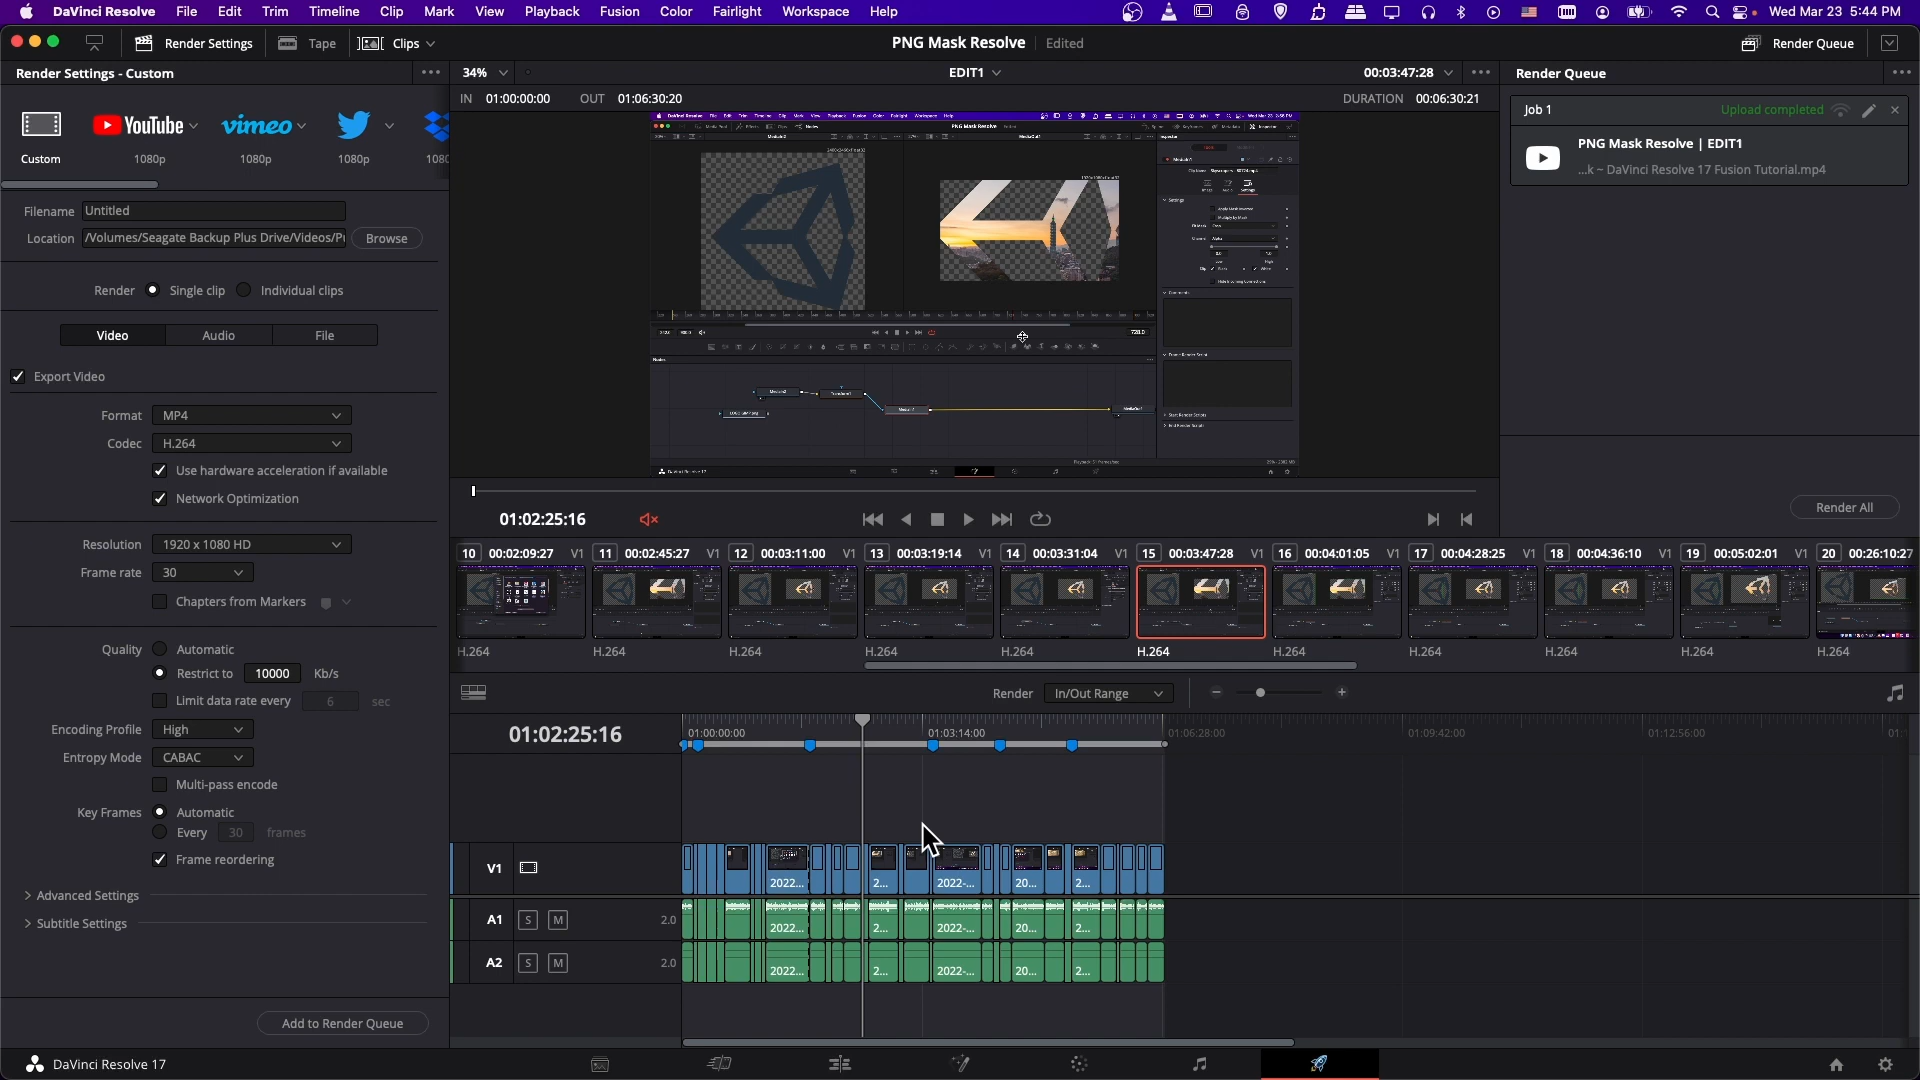 DaVinci Resolve File Edit Trim Timeline Clip Mark View Playback Fusion Color Fairlight Workspace Help Wed Mar 23 5:44 PM
Render Settings Tape Clips PNG Mask Resolve Edited Render Queue
Render Settings - Custom 34% EDIT1 00:03:47:28 Render Queue
IN 01:00:00:00 OUT 01:06:30:20 DURATION 00:06:30:21
Job 1 Upload completed
PNG Mask Resolve | EDIT1
...k ~ DaVinci Resolve 17 Fusion Tutorial.mp4
YouTube vimeo
Custom 1080p 1080p 1080p 108
Filename Untitled
Location /Volumes/Seagate Backup Plus Drive/Videos/P Browse
Render Single clip Individual clips
Video Audio File
Export Video
Format MP4
Codec H.264
Use hardware acceleration if available
Network Optimization
Resolution 1920 x 1080 HD
Frame rate 30
Chapters from Markers
Quality Automatic
Restrict to 10000 Kb/s
Limit data rate every 6 sec
Encoding Profile High
Entropy Mode CABAC
Multi-pass encode
Key Frames Automatic
Every 30 frames
Frame reordering
Advanced Settings
Subtitle Settings
Add to Render Queue
01:02:25:16
Render All
10 00:02:09:27 V1 11 00:02:45:27 V1 12 00:03:11:00 V1 13 00:03:19:14 V1 14 00:03:31:04 V1 15 00:03:47:28 V1 16 00:04:01:05 V1 17 00:04:28:25 V1 18 00:04:36:10 V1 19 00:05:02:01 V1 20 00:26:10:27
H.264 H.264 H.264 H.264 H.264 H.264 H.264 H.264 H.264 H.264 H.264
Render In/Out Range
01:02:25:16 01:00:00:00 01:03:14:00 01:06:28:00 01:09:42:00 01:12:56:00 01:
V1 2022... 2... 2022-... 20... 2...
A1 S M 2.0 2022... 2... 2022-... 20... 2...
A2 S M 2.0 2022... 2... 2022-... 20... 2...
DaVinci Resolve 17